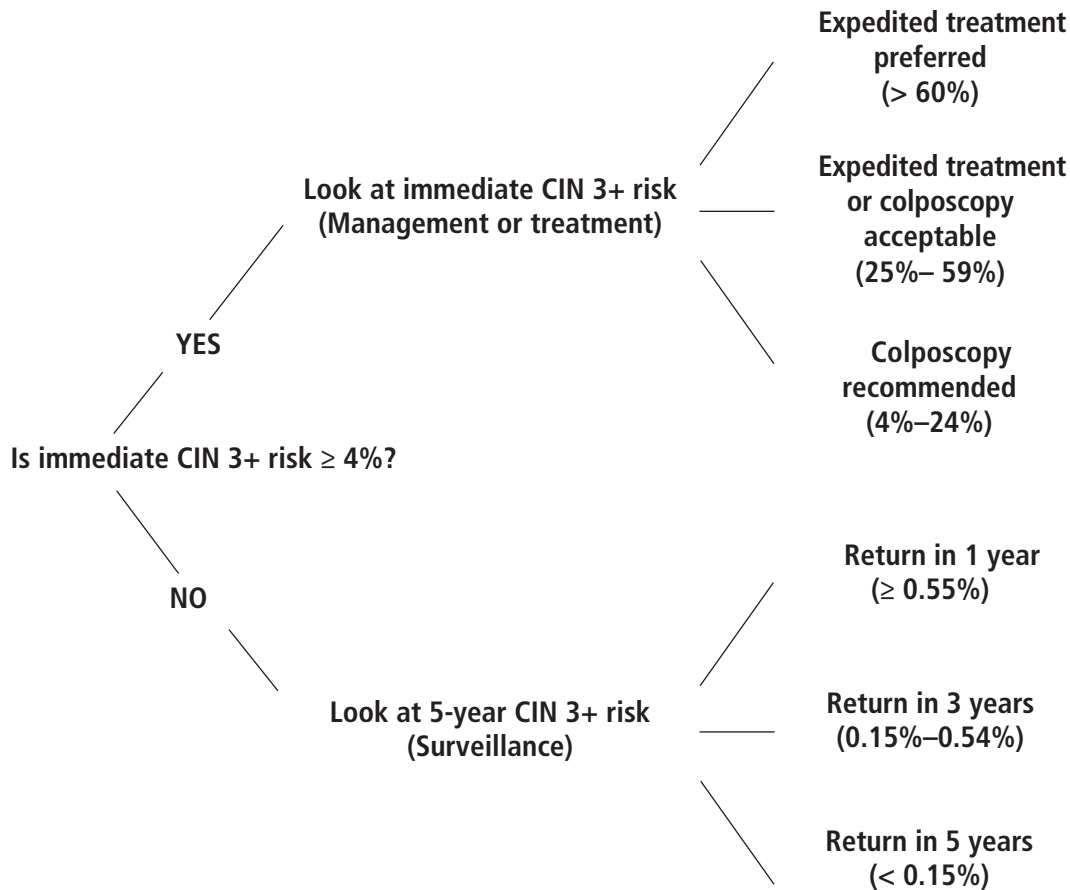 Expedited treatment
preferred
(> 60%)
Look at immediate CIN 3+ risk
(Management or treatment)
Expedited treatment
or colposcopy
acceptable
(25%– 59%)
YES
Colposcopy
recommended
(4%–24%)
Is immediate CIN 3+ risk ≥ 4%?
NO
Return in 1 year
(≥ 0.55%)
Look at 5-year CIN 3+ risk
(Surveillance)
Return in 3 years
(0.15%–0.54%)
Return in 5 years
(< 0.15%)